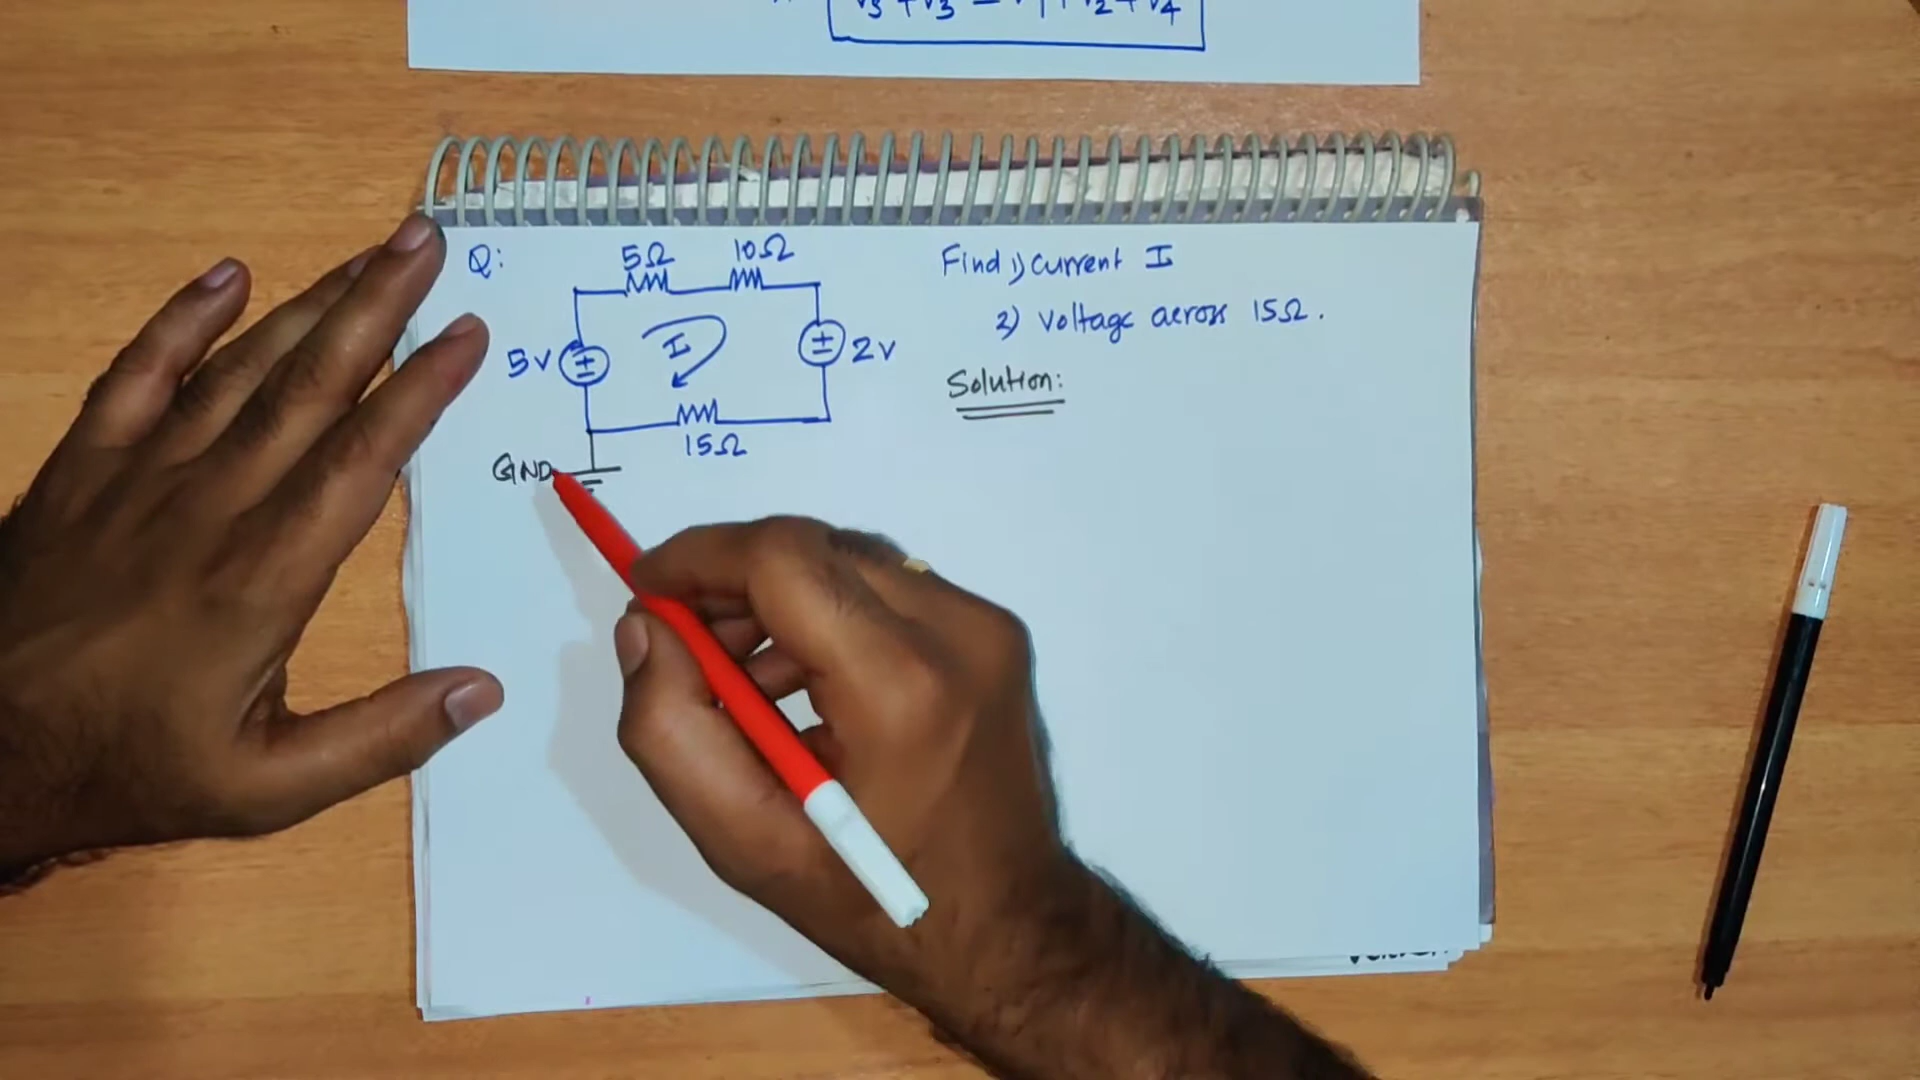 Q:
5Ω 10Ω
5V I 2V
15Ω
GND
Find 1) current I
2) voltage across 15Ω.
Solution: